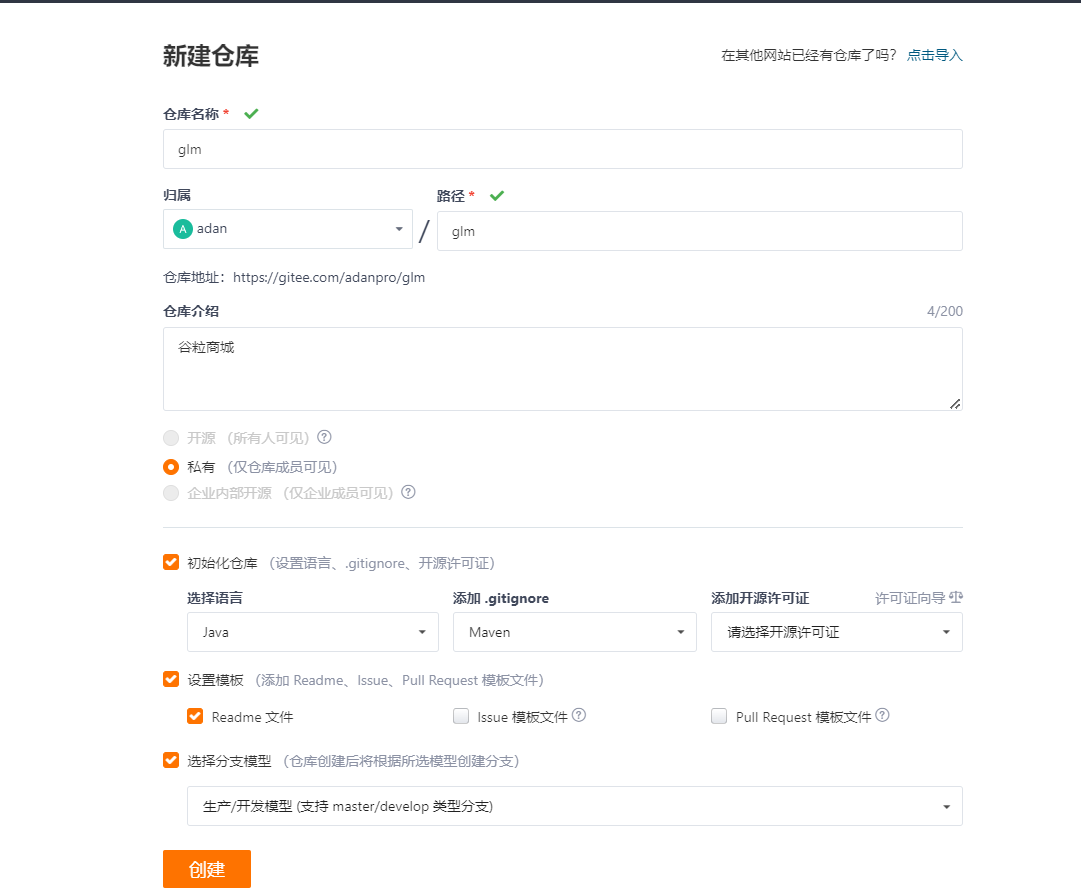 新建仓库
在其他网站已经有仓库了吗? 点击导入
仓库名称 *
glm
归属
路径 *
A adan
/
glm
仓库地址：https://gitee.com/adanpro/glm
仓库介绍
4/200
谷粒商城
开源 （所有人可见） ?
私有 （仅仓库成员可见）
企业内部开源 （仅企业成员可见） ?
初始化仓库 （设置语言、.gitignore、开源许可证）
选择语言
添加 .gitignore
添加开源许可证
许可证向导
Java
Maven
请选择开源许可证
设置模板 （添加 Readme、Issue、Pull Request 模板文件）
Readme 文件
Issue 模板文件 ?
Pull Request 模板文件 ?
选择分支模型 （仓库创建后将根据所选模型创建分支）
生产/开发模型 (支持 master/develop 类型分支)
创建